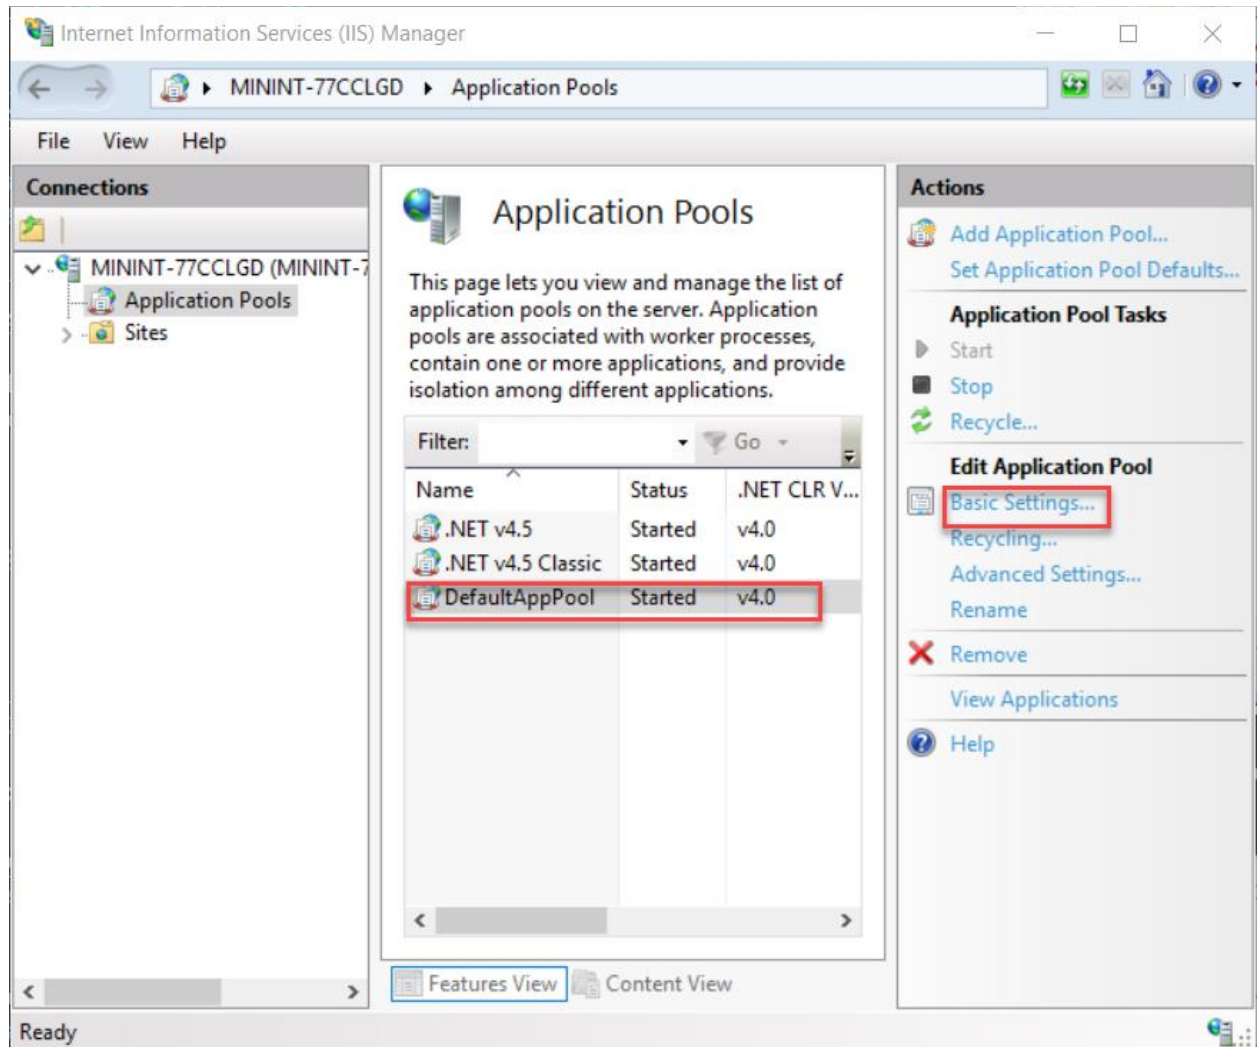 Internet Information Services (IIS) Manager
MININT-77CCLGD
Application Pools
File View Help
Connections
MININT-77CCLGD (MININT-7
Application Pools
Sites
Application Pools
This page lets you view and manage the list of
application pools on the server. Application
pools are associated with worker processes,
contain one or more applications, and provide
isolation among different applications.
Filter: Go
Name Status .NET CLR V...
.NET v4.5 Started v4.0
.NET v4.5 Classic Started v4.0
DefaultAppPool Started v4.0
Features View Content View
Actions
Add Application Pool...
Set Application Pool Defaults...
Application Pool Tasks
Start
Stop
Recycle...
Edit Application Pool
Basic Settings...
Recycling...
Advanced Settings...
Rename
Remove
View Applications
Help
Ready